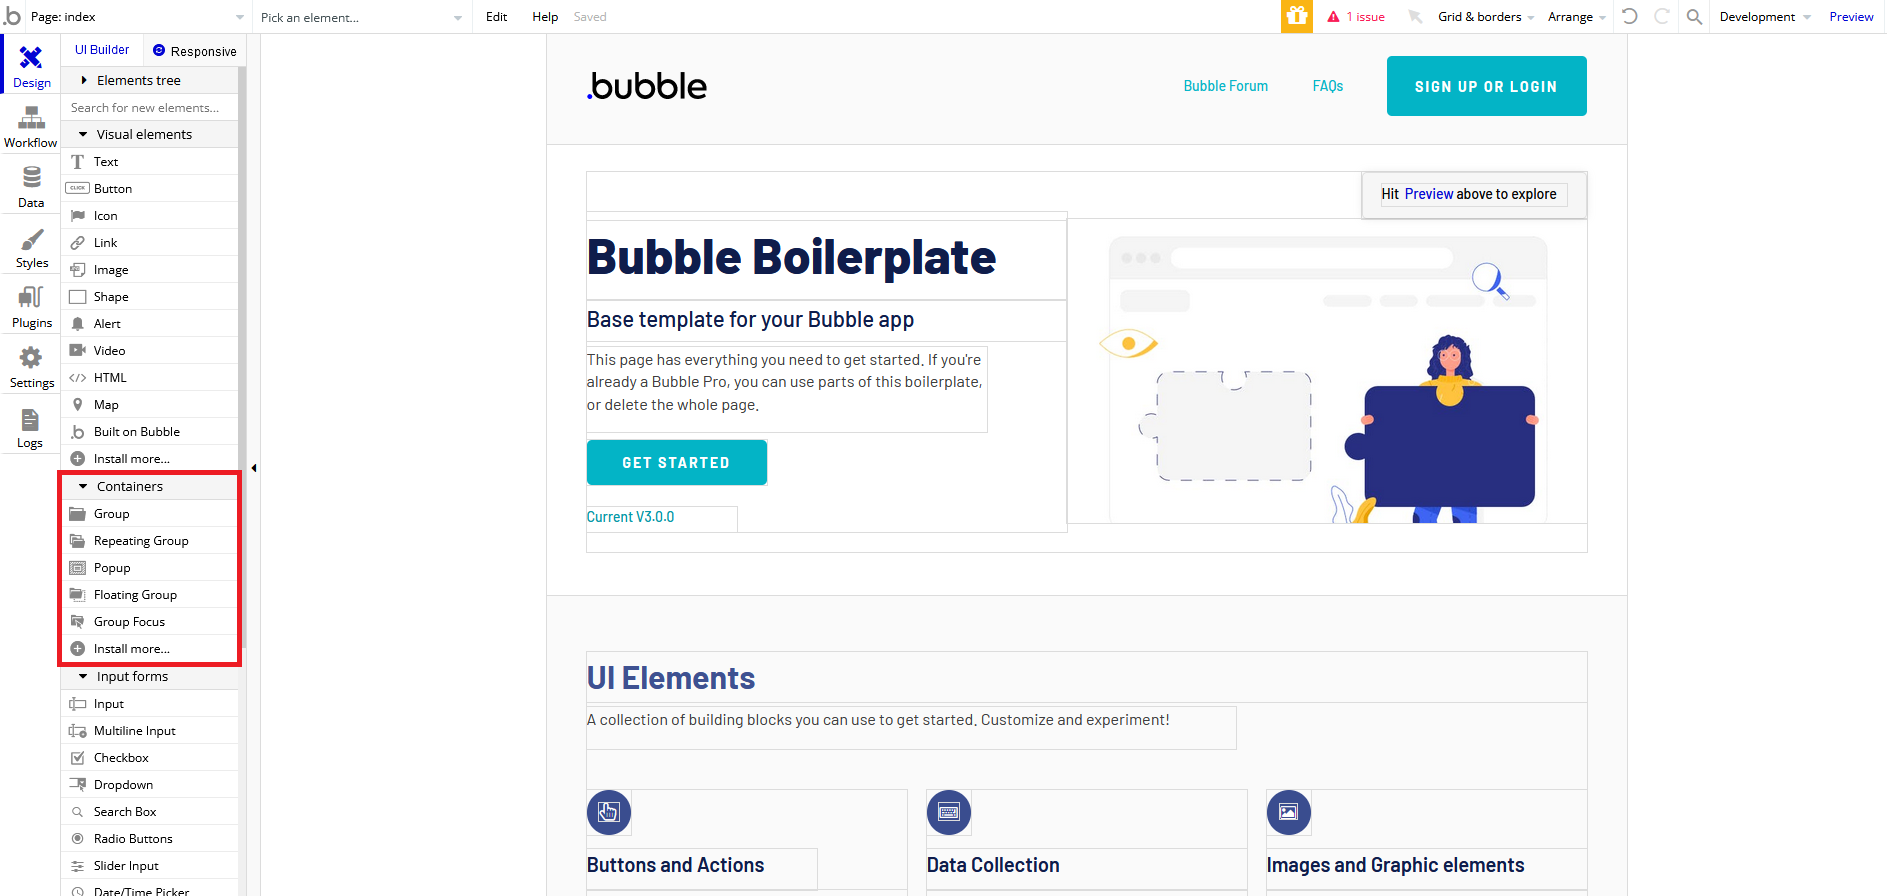 Page: index
Pick an element...
Edit
Help
Saved
1 issue
Grid & borders
Arrange
Development
Preview
Design
Workflow
Data
Styles
Plugins
Settings
Logs
UI Builder
Responsive
Elements tree
Search for new elements...
Visual elements
Text
CLICK Button
Icon
Link
Image
Shape
Alert
Video
</> HTML
Map
Built on Bubble
Install more...
Containers
Group
Repeating Group
Popup
Floating Group
Group Focus
Install more...
Input forms
Input
Multiline Input
Checkbox
Dropdown
Search Box
Radio Buttons
Slider Input
Date/Time Picker
.bubble
Bubble Forum
FAQs
SIGN UP OR LOGIN
Hit Preview above to explore
Bubble Boilerplate
Base template for your Bubble app
This page has everything you need to get started. If you're
already a Bubble Pro, you can use parts of this boilerplate,
or delete the whole page.
GET STARTED
Current V3.0.0
UI Elements
A collection of building blocks you can use to get started. Customize and experiment!
Buttons and Actions
Data Collection
Images and Graphic elements